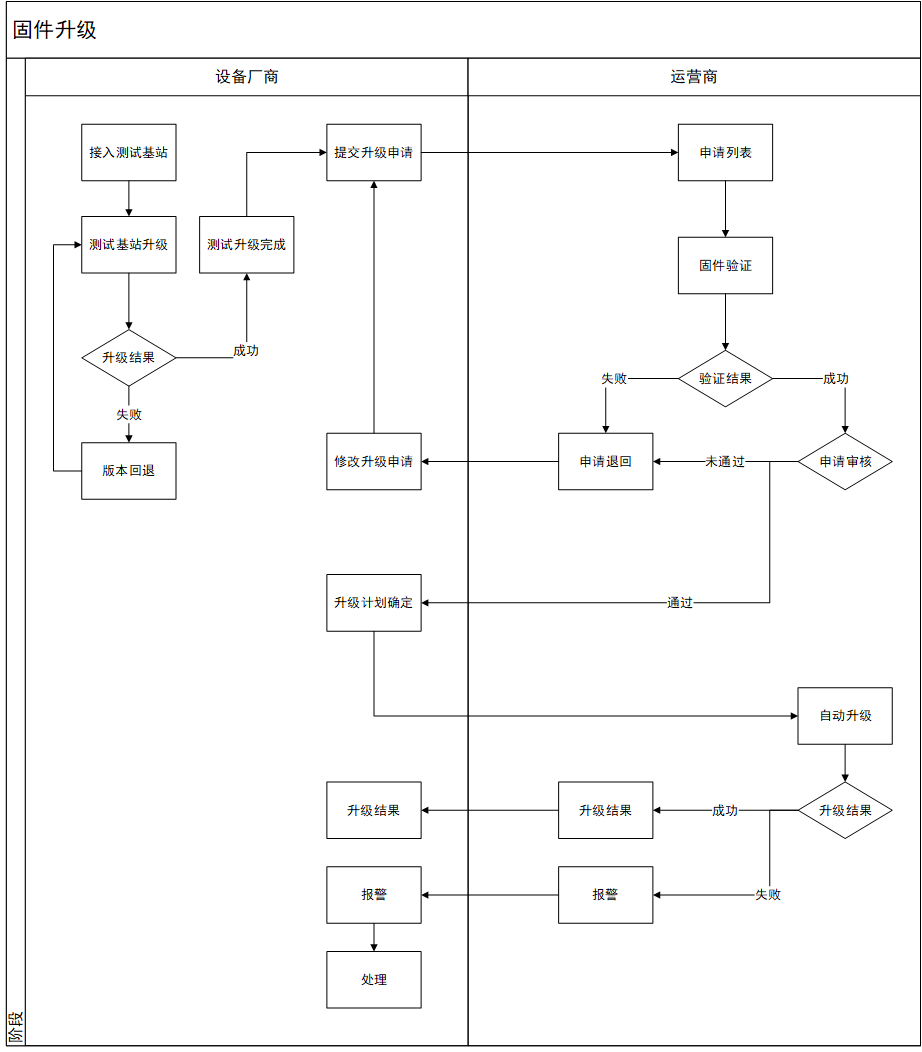 固件升级
设备厂商
运营商
接入测试基站
提交升级申请
申请列表
测试基站升级
测试升级完成
固件验证
升级结果
成功
验证结果
失败
成功
失败
版本回退
修改升级申请
申请退回
未通过
申请审核
升级计划确定
通过
自动升级
升级结果
升级结果
成功
升级结果
报警
报警
失败
处理
阶段